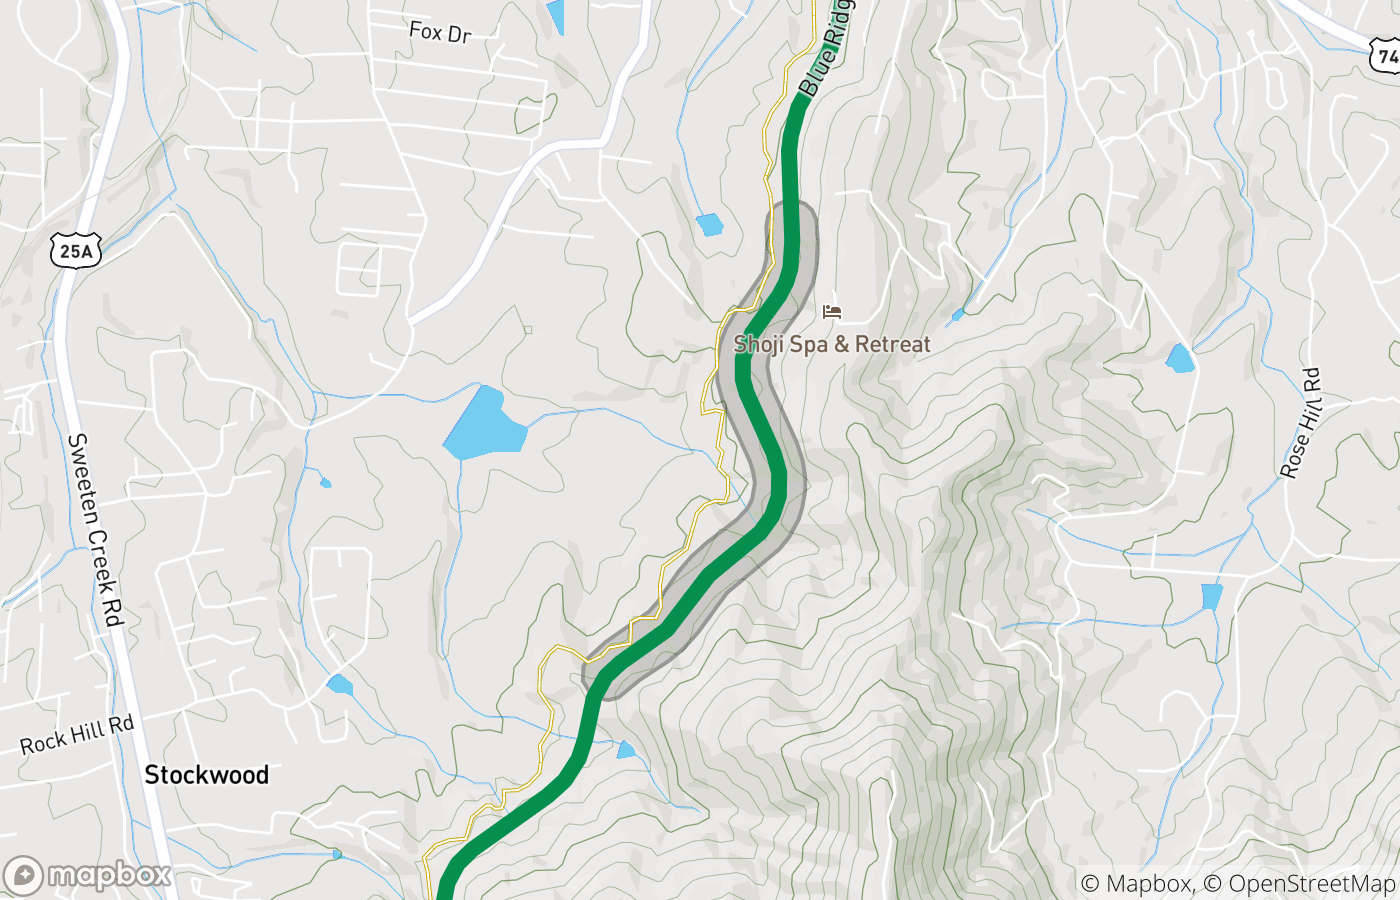 Fox Dr
Blue Ridg
74
25A
Shoji Spa & Retreat
Rose Hill Rd
Sweeten Creek Rd
Rock Hill Rd
Stockwood
mapbox
© Mapbox, © OpenStreetMap